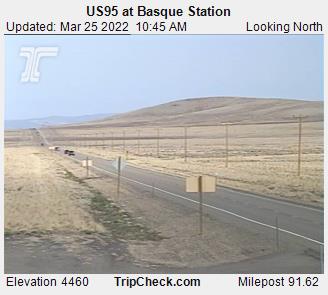 US95 at Basque Station
Updated: Mar 25 2022 10:45 AM Looking North
Elevation 4460 TripCheck.com Milepost 91.62